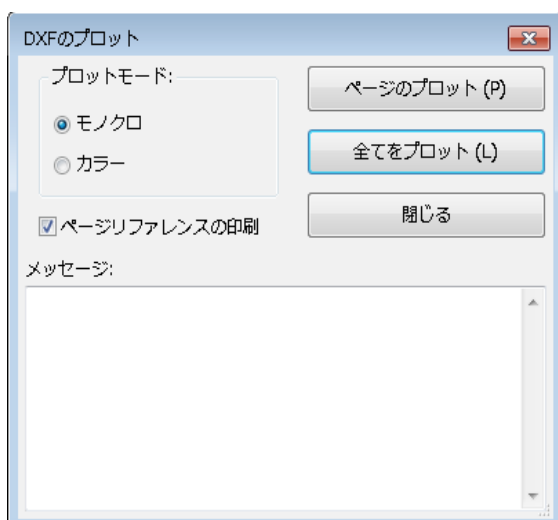 DXFのプロット
プロットモード:
モノクロ
カラー
ページリファレンスの印刷
ページのプロット (P)
全てをプロット (L)
閉じる
メッセージ: